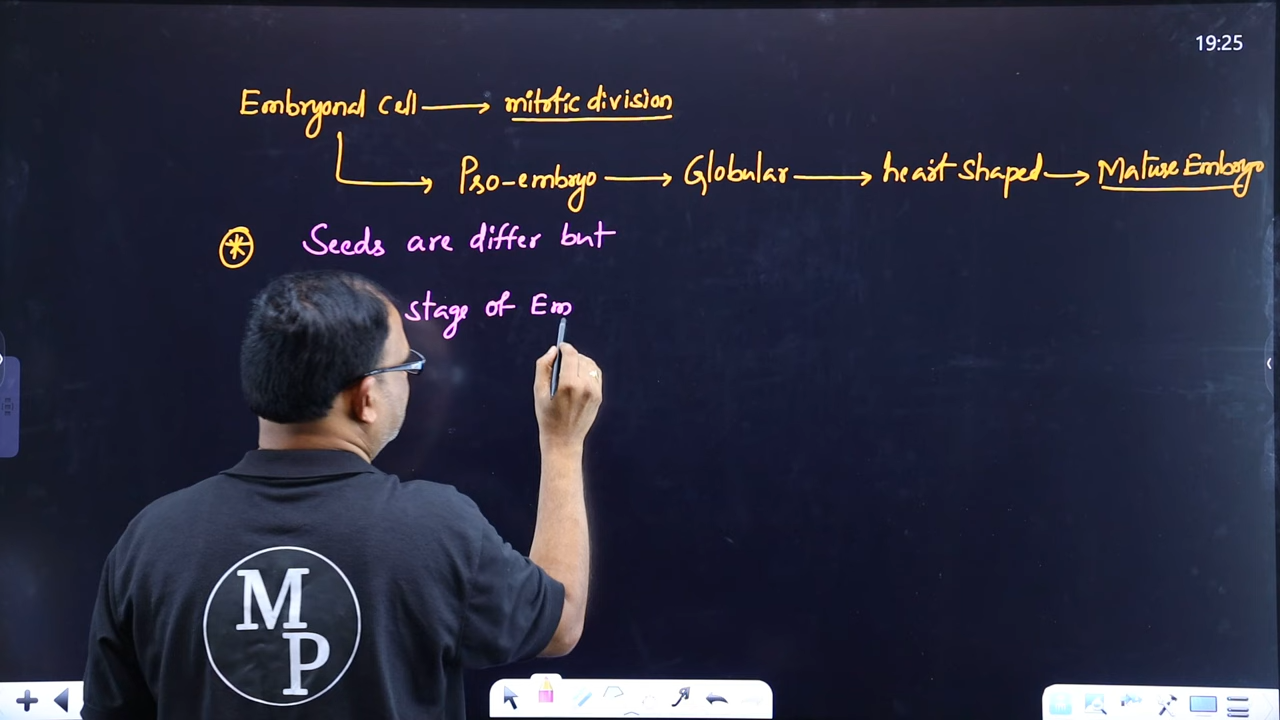 19:25
Embryonal cell → mitotic division
Pro-embryo → Globular → heart shaped → Mature Embryo
* Seeds are differ but
stage of Em
M
P